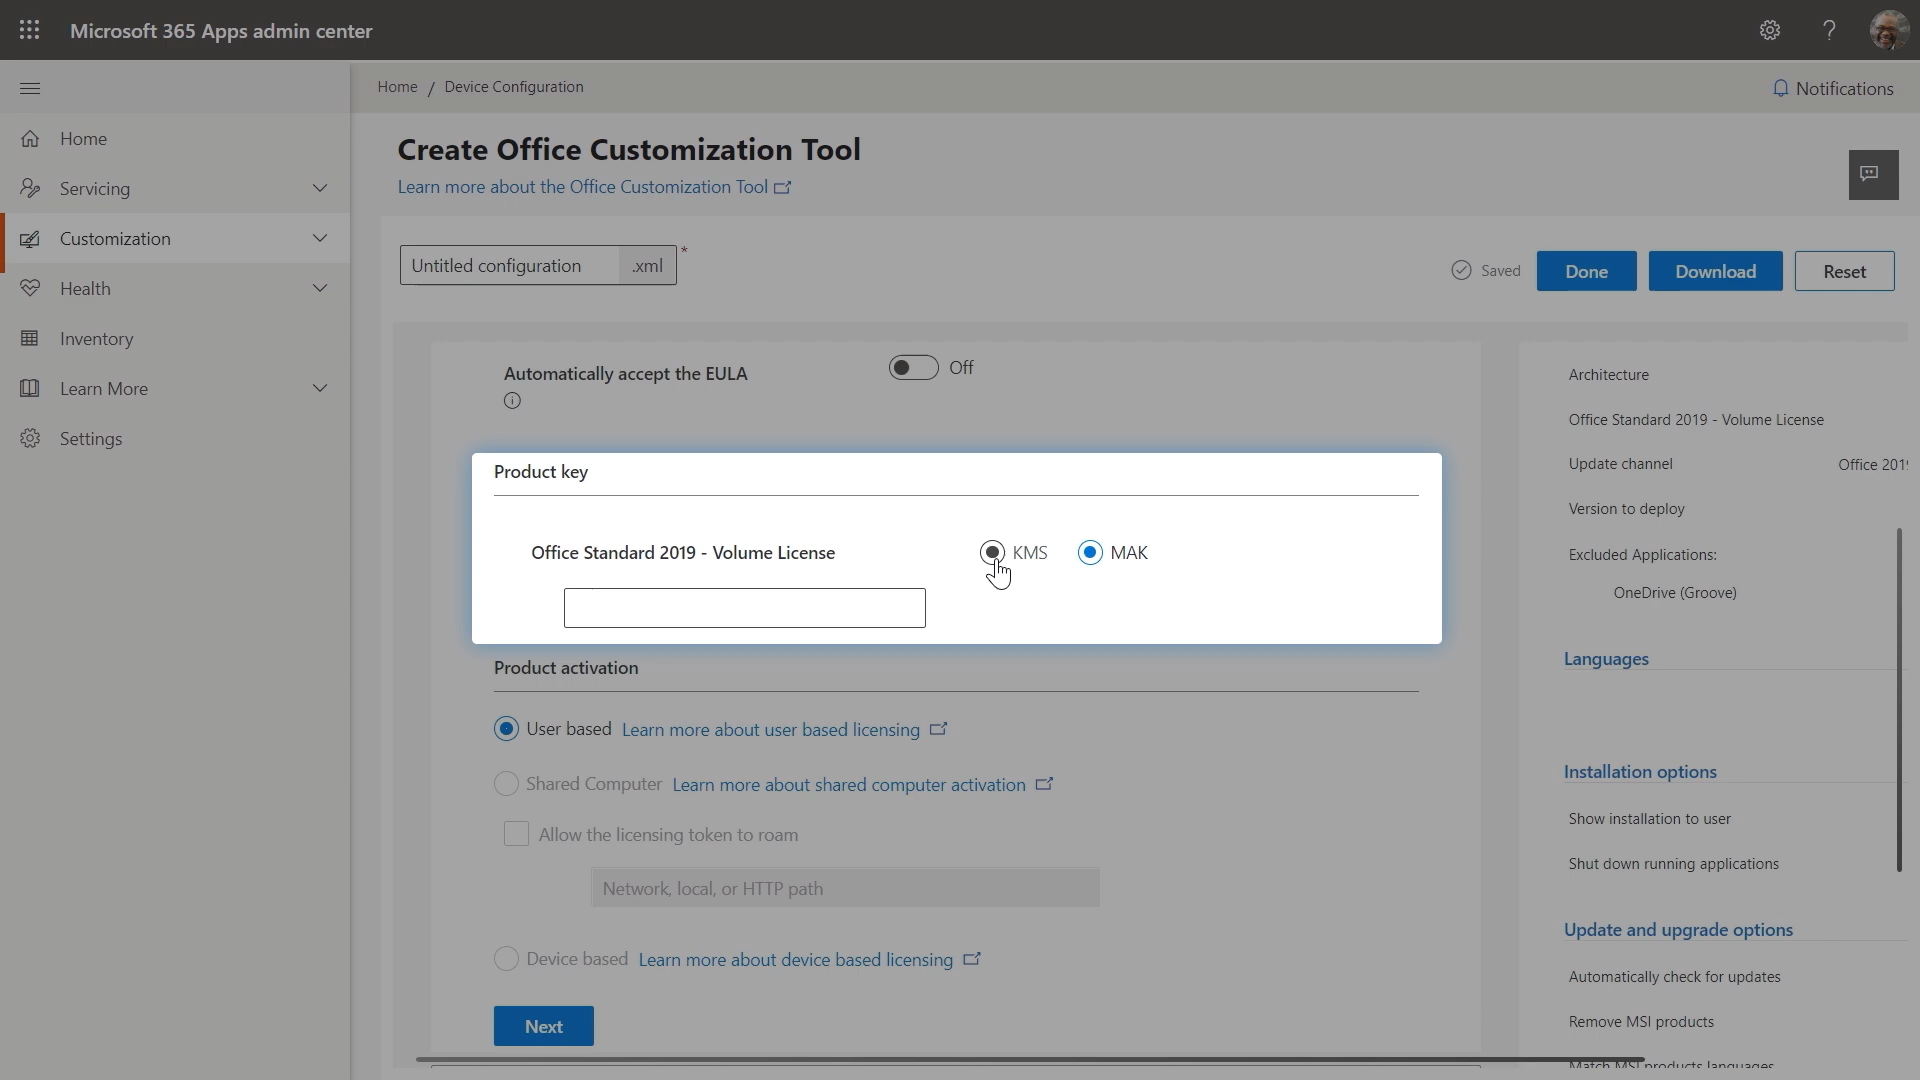 Microsoft 365 Apps admin center
Home / Device Configuration
Notifications
Home
Servicing
Customization
Health
Inventory
Learn More
Settings
Create Office Customization Tool
Learn more about the Office Customization Tool
Untitled configuration .xml *
Saved
Done
Download
Reset
Automatically accept the EULA
Off
Product key
Office Standard 2019 - Volume License
KMS
MAK
Product activation
User based Learn more about user based licensing
Shared Computer Learn more about shared computer activation
Allow the licensing token to roam
Network, local, or HTTP path
Device based Learn more about device based licensing
Next
Architecture
Office Standard 2019 - Volume License
Update channel Office 2019
Version to deploy
Excluded Applications:
OneDrive (Groove)
Languages
Installation options
Show installation to user
Shut down running applications
Update and upgrade options
Automatically check for updates
Remove MSI products
Match MSI products languages